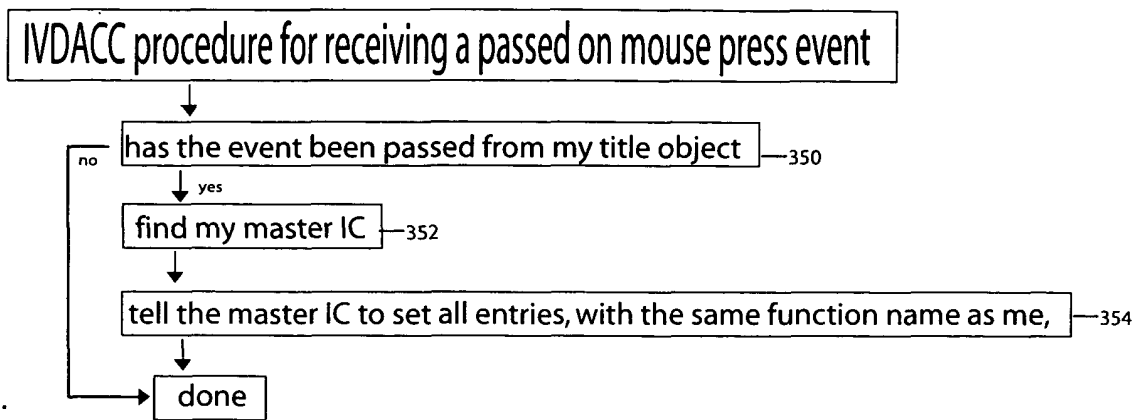 IVDACC procedure for receiving a passed on mouse press event
has the event been passed from my title object
350
no
yes
find my master IC
352
tell the master IC to set all entries, with the same function name as me,
354
done
.